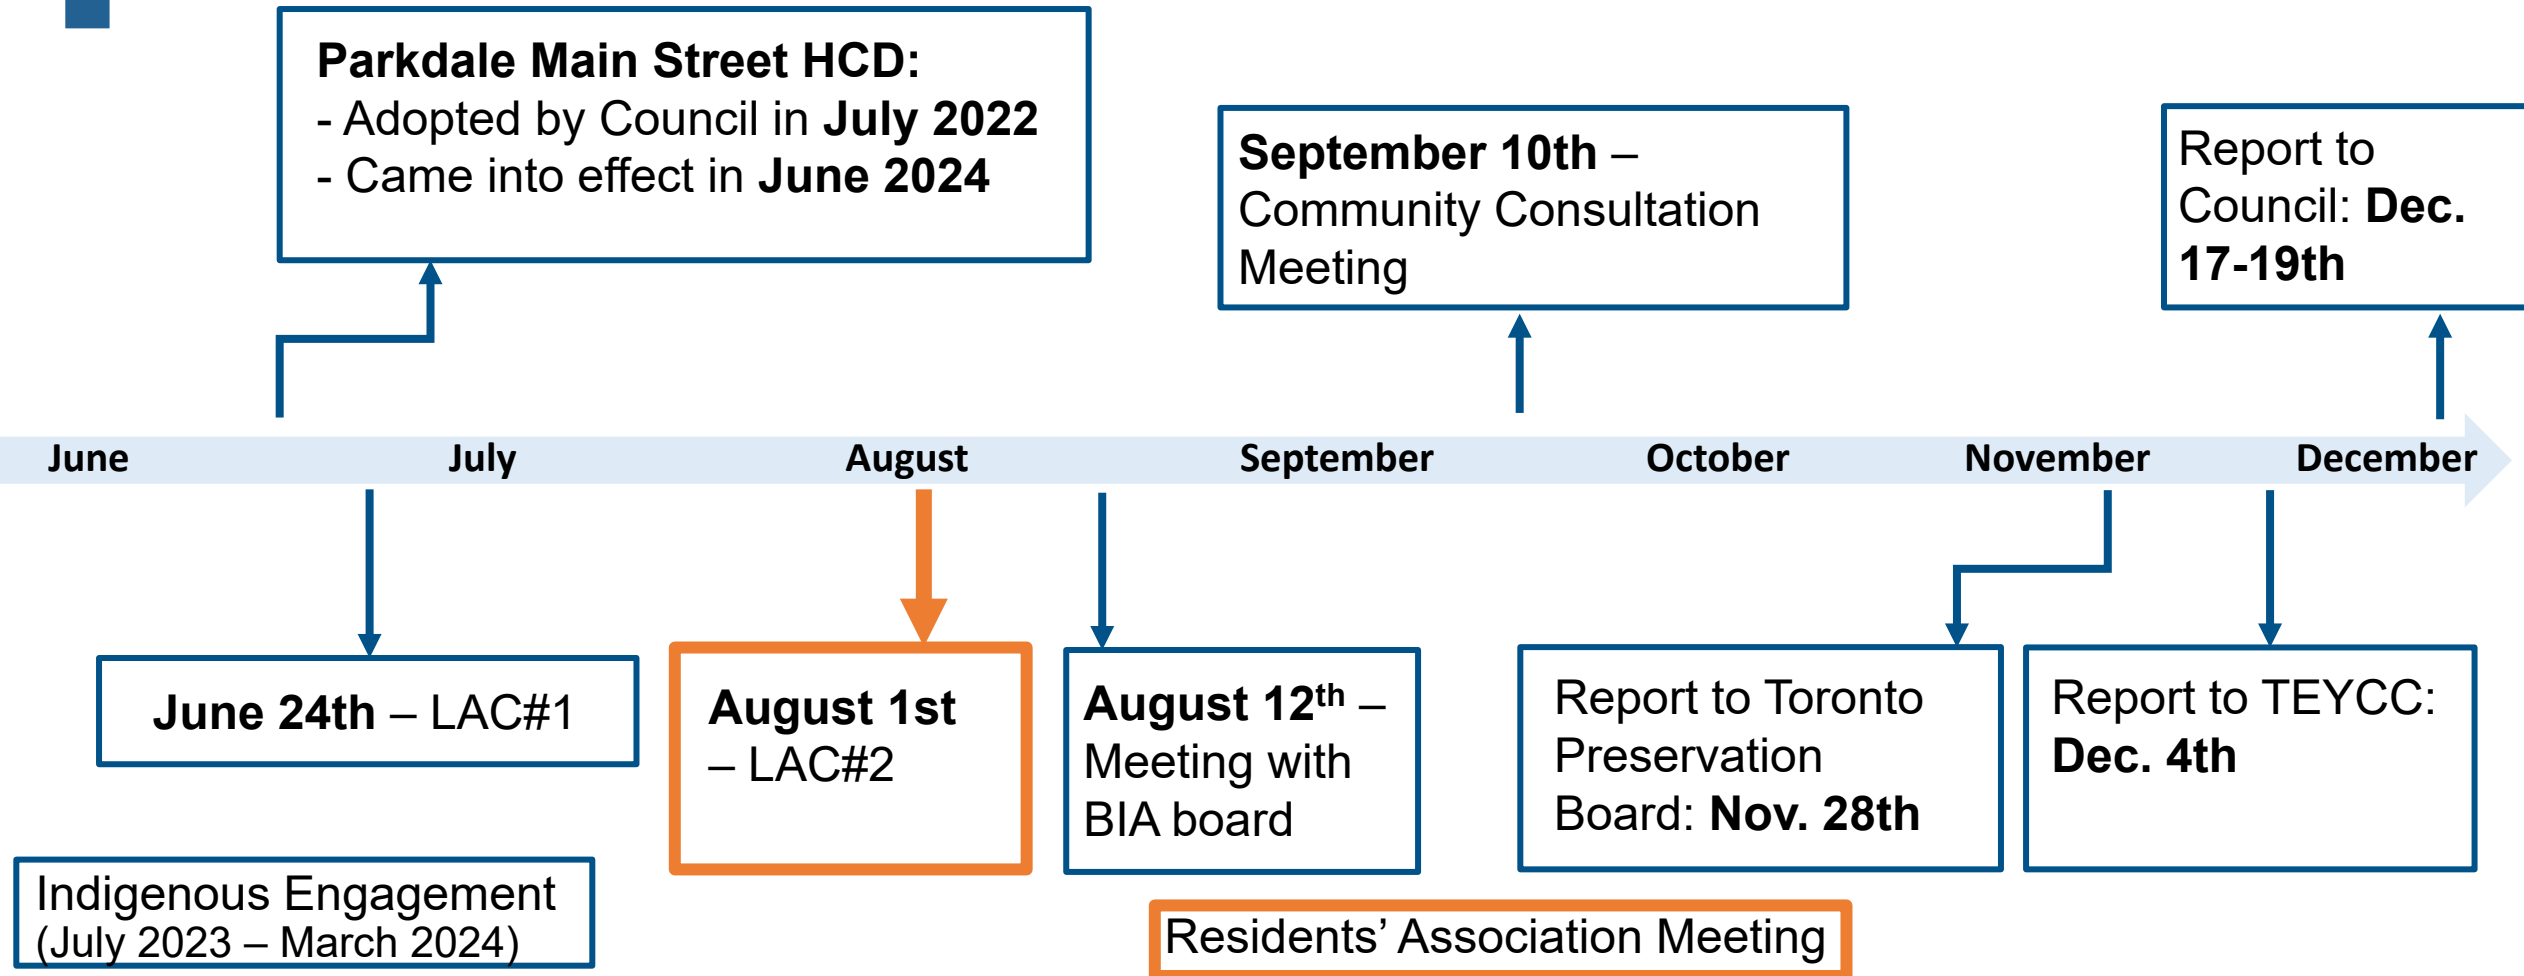 Parkdale Main Street HCD:
- Adopted by Council in July 2022
- Came into effect in June 2024
September 10th –
Community Consultation
Meeting
Report to
Council: Dec.
17-19th
June July August September October November December
June 24th – LAC#1
August 1st
– LAC#2
August 12th –
Meeting with
BIA board
Report to Toronto
Preservation
Board: Nov. 28th
Report to TEYCC:
Dec. 4th
Indigenous Engagement
(July 2023 – March 2024)
Residents’ Association Meeting